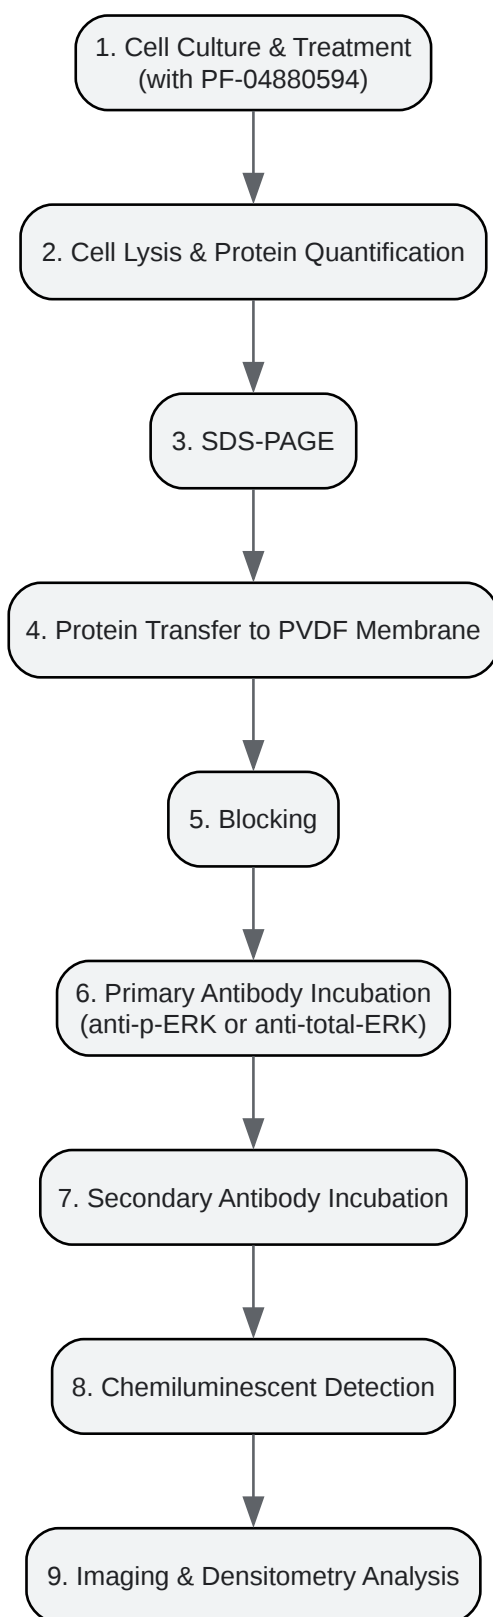 1. Cell Culture & Treatment
(with PF-04880594)
2. Cell Lysis & Protein Quantification
3. SDS-PAGE
4. Protein Transfer to PVDF Membrane
5. Blocking
6. Primary Antibody Incubation
(anti-p-ERK or anti-total-ERK)
7. Secondary Antibody Incubation
8. Chemiluminescent Detection
9. Imaging & Densitometry Analysis